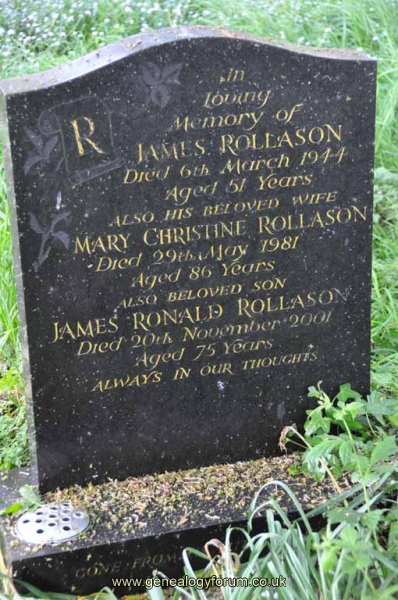 R
In
Loving
Memory of
JAMES ROLLASON
Died 6th March 1944
Aged 51 Years
ALSO HIS BELOVED WIFE
MARY CHRISTINE ROLLASON
Died 29th May 1981
Aged 86 Years
ALSO BELOVED SON
JAMES RONALD ROLLASON
Died 20th November 2001
Aged 75 Years
ALWAYS IN OUR THOUGHTS
GONE FROM
www.genealogyforum.co.uk